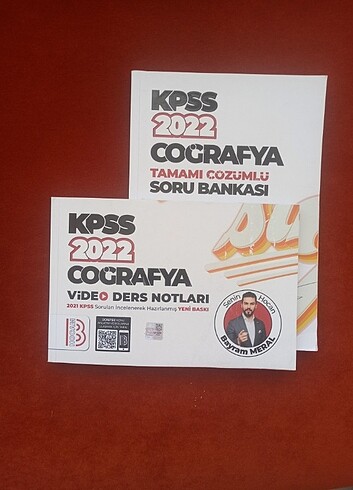 KPSS
2022
COĞRAFYA
TAMAMI ÇÖZÜMLÜ
SORU BANKASI
KPSS
2022
COĞRAFYA
VİDEO DERS NOTLARI
2021 KPSS Soruları İncelenerek Hazırlanmış YENİ BASKI
Senin Hocan
Bayram MERAL